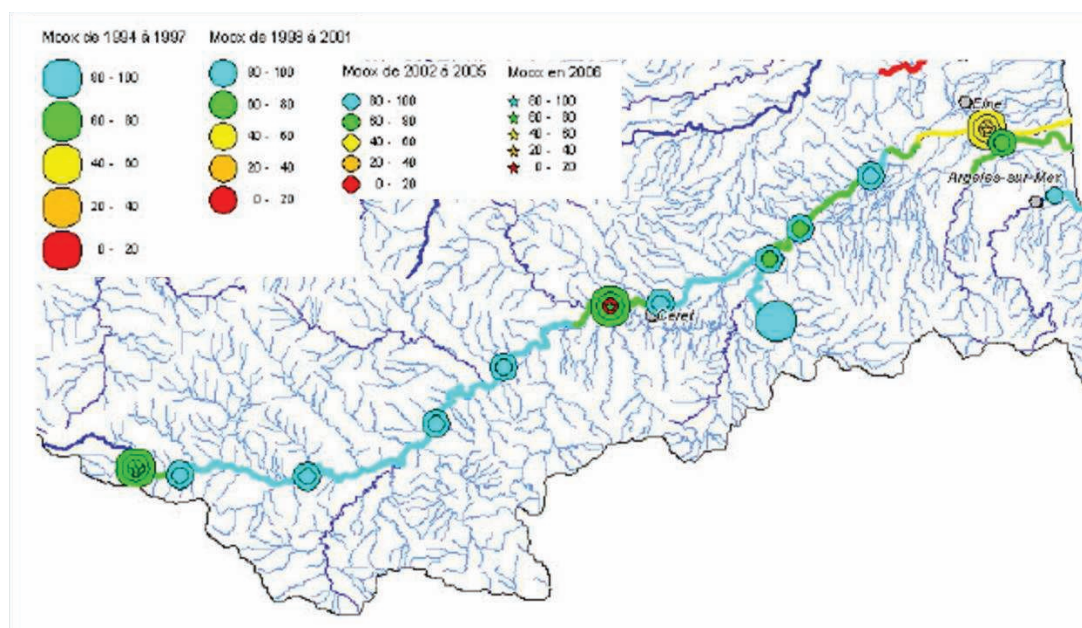 Moox de 1994 à 1997
80 - 100
60 - 80
40 - 60
20 - 40
0 - 20
Moox de 1998 à 2001
80 - 100
60 - 80
40 - 60
20 - 40
0 - 20
Moox de 2002 à 2005
80 - 100
60 - 80
40 - 60
20 - 40
0 - 20
Moox en 2006
80 - 100
60 - 80
40 - 60
20 - 40
0 - 20
Elne
Argeles-sur-Mer
Ceret